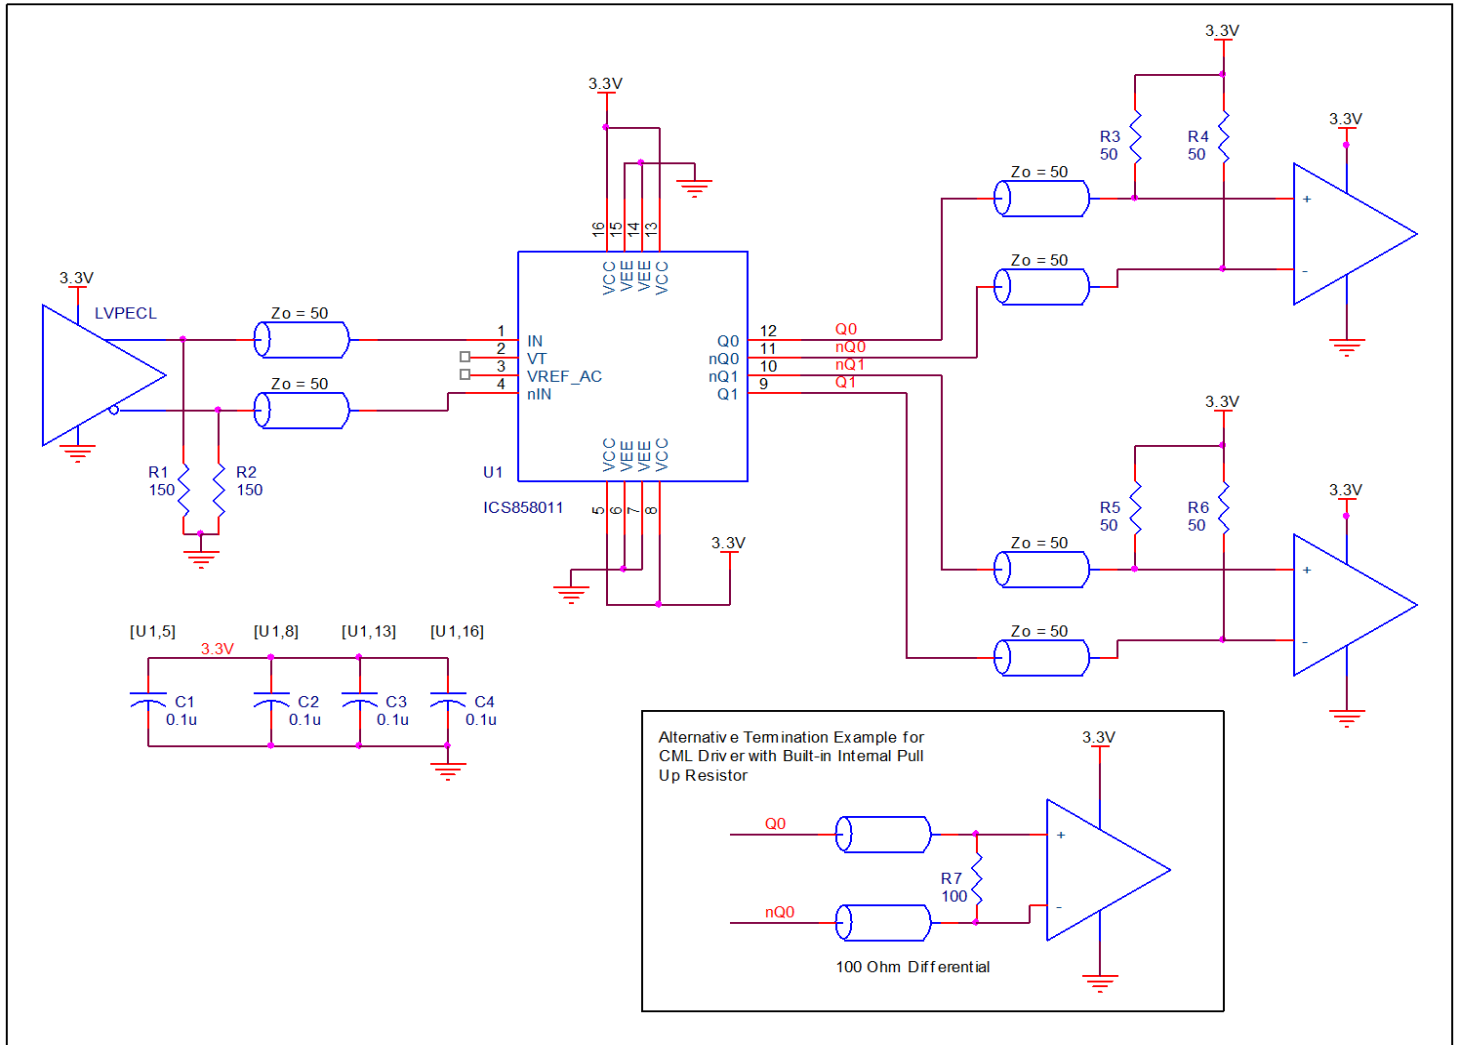 3.3V
3.3V
R3
50
R4
50
3.3V
Zo = 50
+
-
Zo = 50
16
15
14
13
VCC
VEE
VEE
VCC
3.3V
LVPECL
Zo = 50
Zo = 50
1
2
3
4
IN
VT
VREF_AC
nIN
Q0
nQ0
nQ1
Q1
12
11
10
9
Q0
nQ0
nQ1
Q1
VCC
VEE
VEE
VCC
5
6
7
8
U1
ICS858011
R1
150
R2
150
3.3V
3.3V
R5
50
R6
50
3.3V
Zo = 50
+
-
Zo = 50
[U1,5]
[U1,8]
[U1,13]
[U1,16]
3.3V
C1
0.1u
C2
0.1u
C3
0.1u
C4
0.1u
Alternative Termination Example for
CML Driver with Built-in Internal Pull
Up Resistor
3.3V
Q0
+
R7
100
-
nQ0
100 Ohm Differential